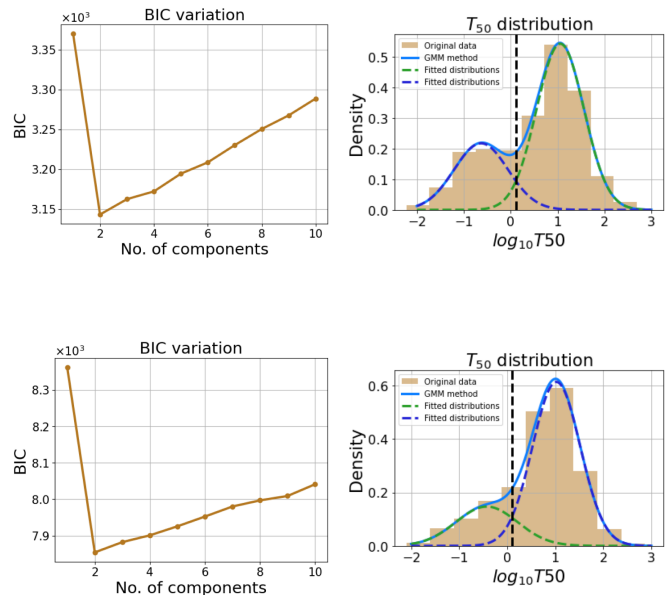 BIC variation
×10³
3.35
3.30
3.25
3.20
3.15
BIC
2 4 6 8 10
No. of components
T₅₀ distribution
Original data
GMM method
Fitted distributions
Fitted distributions
0.5
0.4
0.3
0.2
0.1
0.0
Density
−2 −1 0 1 2 3
log₁₀T50
BIC variation
×10³
8.3
8.2
8.1
8.0
7.9
BIC
2 4 6 8 10
No. of components
T₅₀ distribution
Original data
GMM method
Fitted distributions
Fitted distributions
0.6
0.4
0.2
0.0
Density
−2 −1 0 1 2 3
log₁₀T50